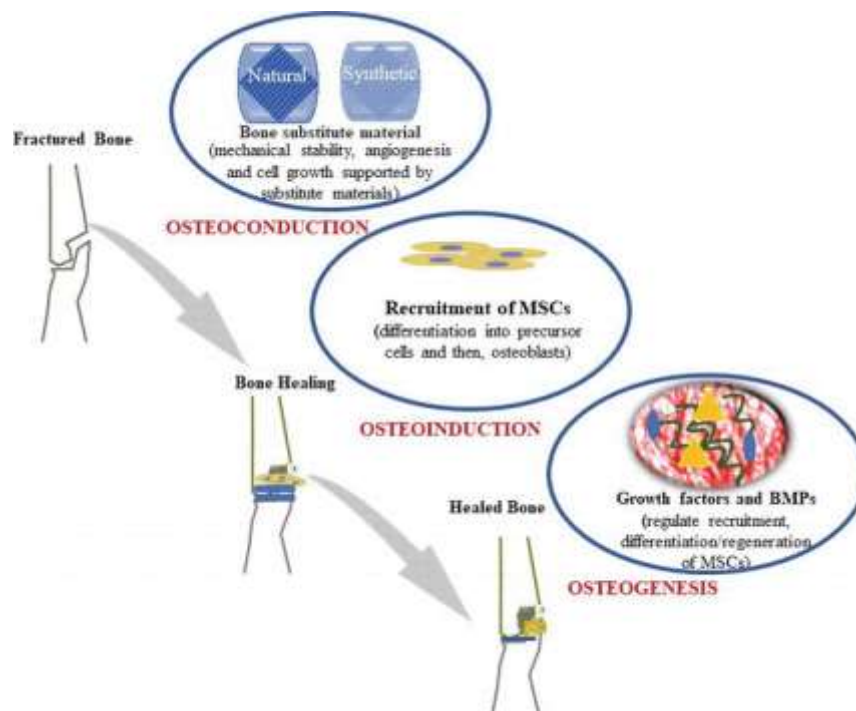 Natural Synthetic
Bone substitute material
(mechanical stability, angiogenesis
and cell growth supported by
substitute materials)
Fractured Bone
OSTEOCONDUCTION
Recruitment of MSCs
(differentiation into precursor
cells and then, osteoblasts)
Bone Healing
OSTEOINDUCTION
Growth factors and BMPs
(regulate recruitment,
differentiation/regeneration
of MSCs)
Healed Bone
OSTEOGENESIS